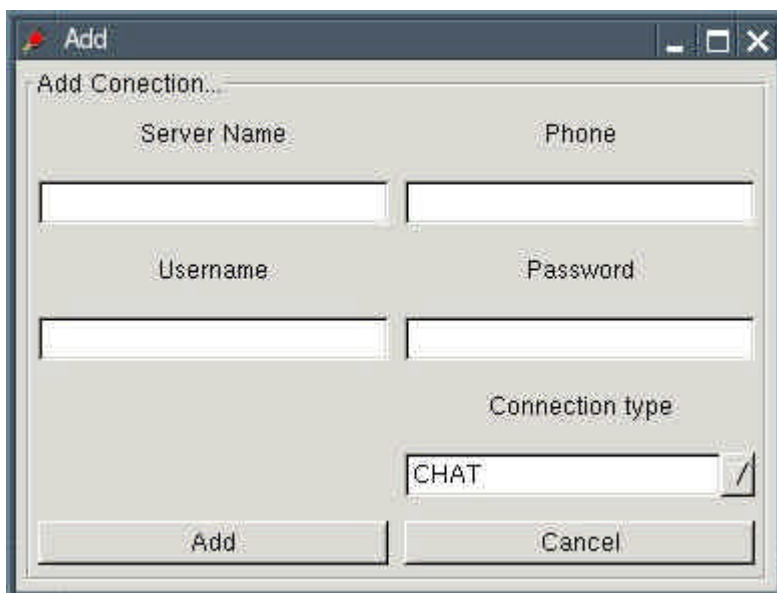 Add
Add Conection...
Server Name Phone
Username Password
Connection type
CHAT
Add Cancel